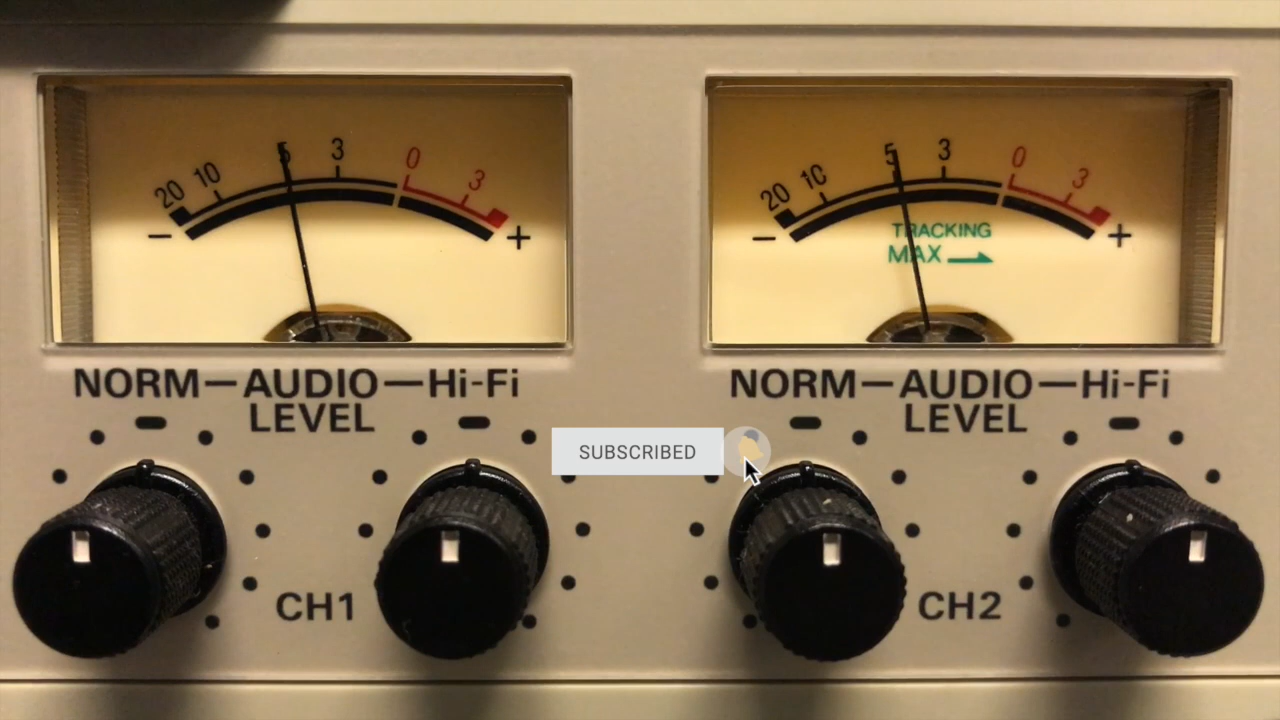 20 10 5 3 0 3
- +
20 10 5 3 0 3
- +
TRACKING
MAX
NORM—AUDIO—Hi-Fi
LEVEL
NORM—AUDIO—Hi-Fi
LEVEL
SUBSCRIBED
CH1
CH2